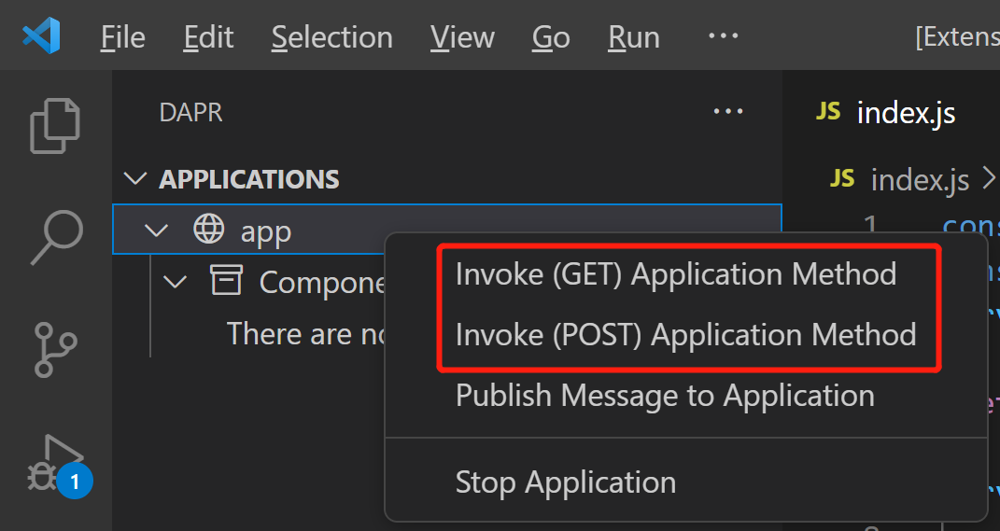 File Edit Selection View Go Run ... [Extens
DAPR ...
JS index.js
APPLICATIONS
JS index.js >
app
1 cons
Compone
There are no
Invoke (GET) Application Method
Invoke (POST) Application Method
Publish Message to Application
Stop Application
1